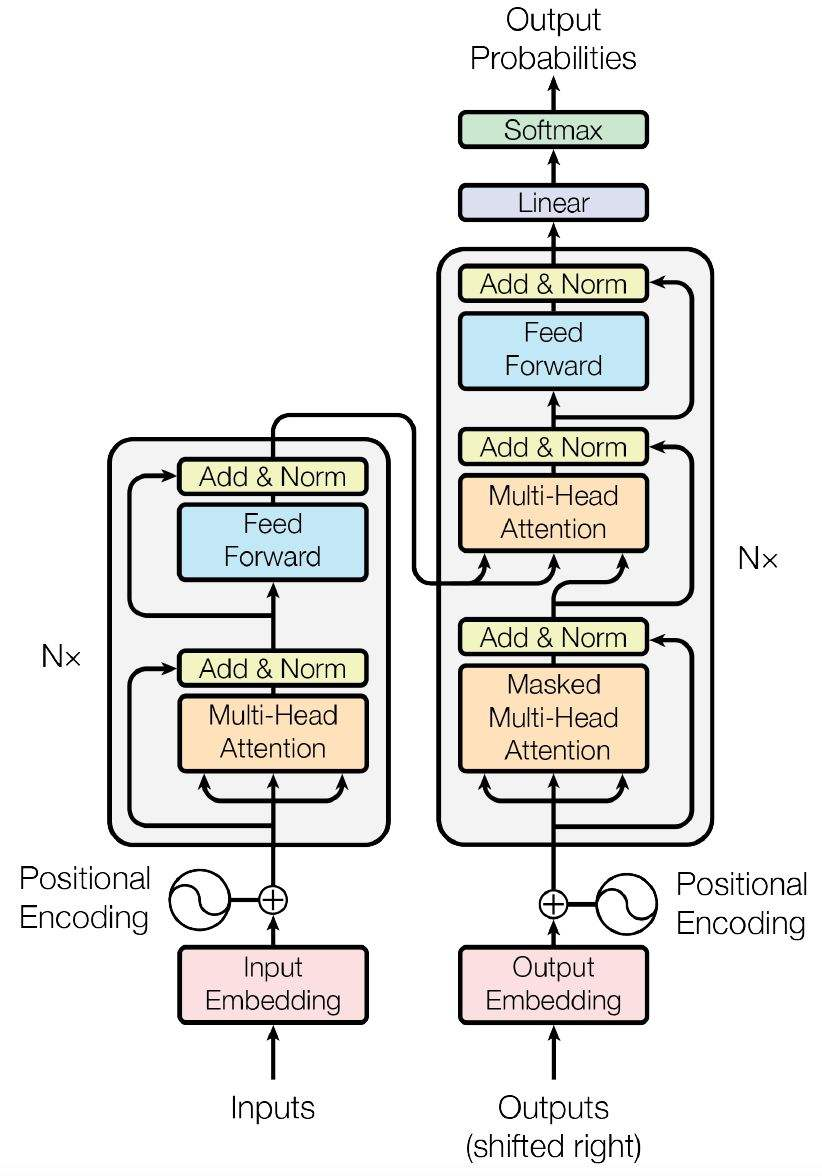 Output
Probabilities
Softmax
Linear
Add & Norm
Feed
Forward
Add & Norm
Multi-Head
Attention
Nx
Add & Norm
Masked
Multi-Head
Attention
Add & Norm
Feed
Forward
Nx
Add & Norm
Multi-Head
Attention
Positional
Encoding
Positional
Encoding
Input
Embedding
Output
Embedding
Inputs
Outputs
(shifted right)